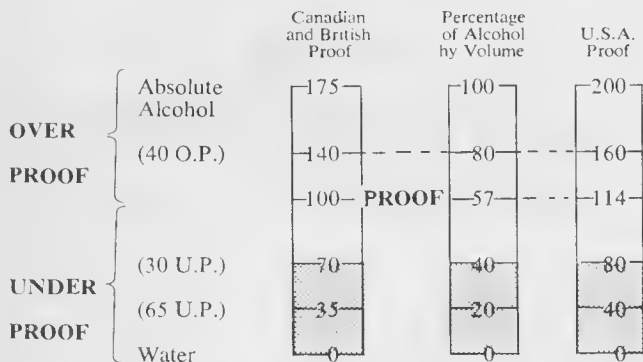 Canadian and British Proof
Percentage of Alcohol by Volume
U.S.A. Proof
Absolute Alcohol 175 100 200
OVER PROOF
(40 O.P.) 140 80 160
100 PROOF 57 114
UNDER PROOF
(30 U.P.) 70 40 80
(65 U.P.) 35 20 40
Water 0 0 0